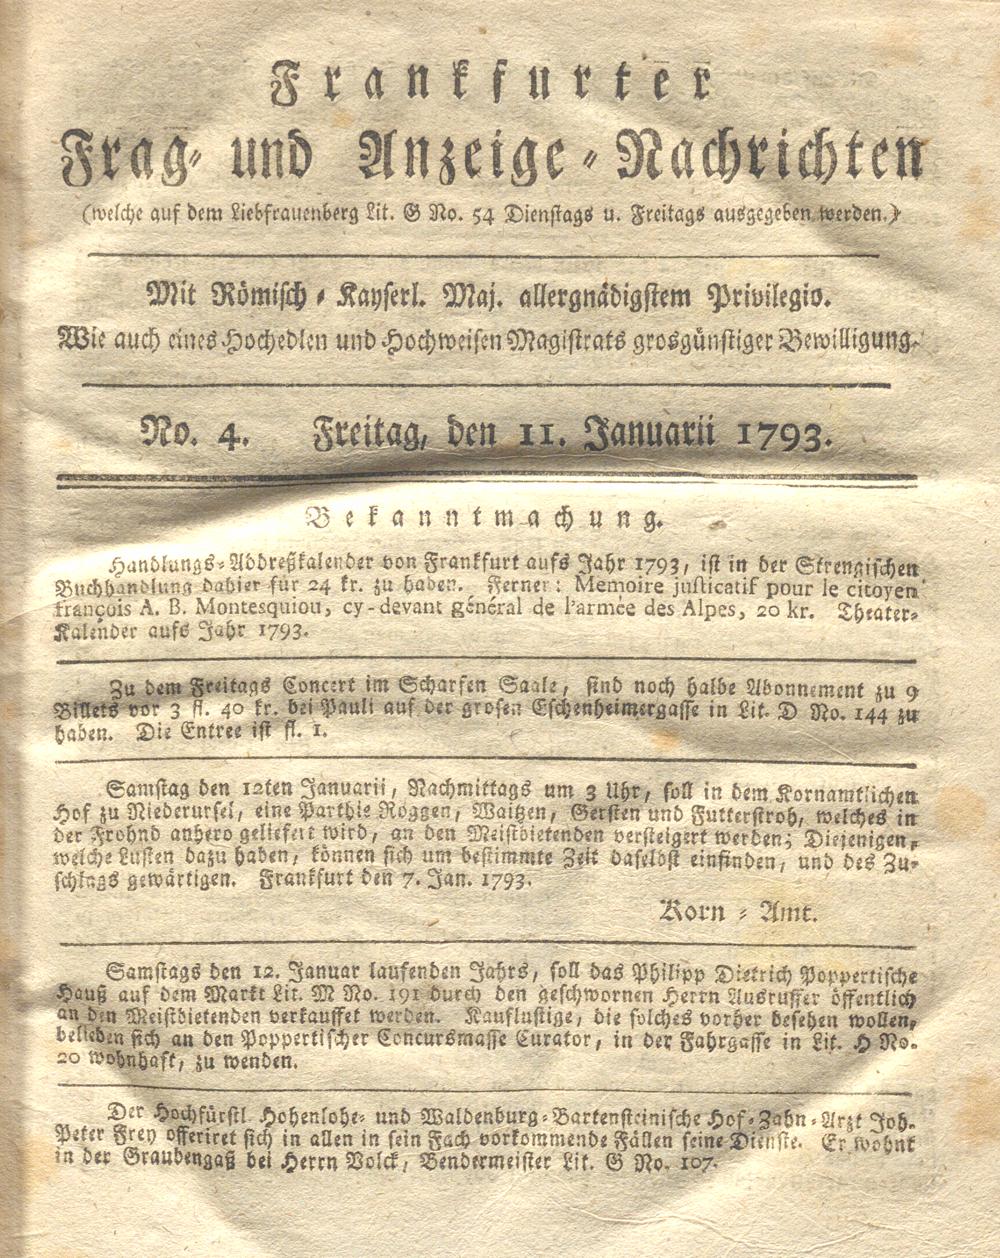 Frankfurter
Frag- und Anzeige-Nachrichten
(welche auf dem Liebfrauenberg Lit. G No. 54 Dienstags u. Freitags ausgegeben werden.)
Mit Römisch-Kayserl. Maj. allergnädigstem Privilegio.
Wie auch eines Hochedlen und Hochweisen Magistrats grosgünstiger Bewilligung.
No. 4. Freitag, den 11. Januarii 1793.
Bekanntmachung.
Handlungs-Addreßkalender von Frankfurt aufs Jahr 1793, ist in der Strengischen
Buchhandlung dahier für 24 kr. zu haben. Ferner: Memoire justicatif pour le citoyen
françois A. B. Montesquiou, cy-devant général de l'armée des Alpes, 20 kr. Theater-
Kalender aufs Jahr 1793.
Zu dem Freitags Concert im Scharfen Saale, sind noch halbe Abonnement zu 9
Billets vor 3 fl. 40 kr. bei Pauli auf der grosen Eschenheimergasse in Lit. D No. 144 zu
haben. Die Entree ist fl. 1.
Samstag den 12ten Januarii, Nachmittags um 3 Uhr, soll in dem Kornamtlichen
Hof zu Niederursel, eine Parthie Roggen, Waitzen, Gersten und Futterstroh, welches in
der Frohnd anhero geliefert wird, an den Meistbietenden versteigert werden; Diejenigen,
welche Lusten dazu haben, können sich um bestimmte Zeit daselbst einfinden, und des Zu-
schlags gewärtigen. Frankfurt den 7. Jan. 1793.
Korn-Amt.
Samstags den 12. Januar laufenden Jahrs, soll das Philipp Dietrich Poppertische
Hauß auf dem Markt Lit. M No. 191 durch den geschwornen Herrn Ausruffer öffentlich
an den Meistbietenden verkauffet werden. Kauflustige, die solches vorher besehen wollen,
belieben sich an den Poppertischer Concursmasse Curator, in der Fahrgasse in Lit. H No.
20 wohnhaft, zu wenden.
Der Hochfürstl. Hohenlohe- und Waldenburg-Bartensteinische Hof-Zahn-Arzt Joh.
Peter Frey offeriret sich in allen in sein Fach vorkommende Fällen seine Dienste. Er wohnt
in der Graubengaß bei Herrn Volck, Bendermeister Lit. G No. 107.